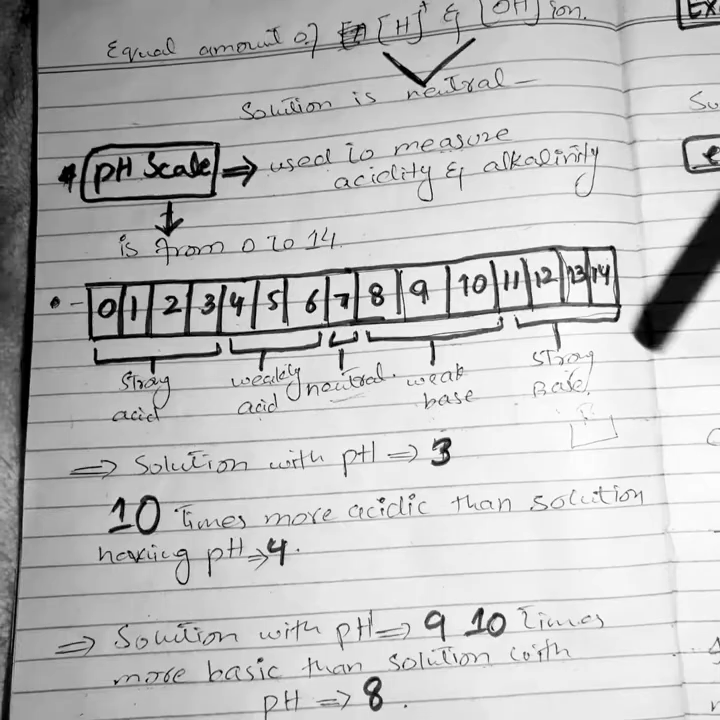 Equal amount of [H]⁺ & [OH] ion.
Solution is neutral
* pH Scale ⇒ used to measure
acidity & alkalinity
is from 0 to 14
0 1 2 3 4 5 6 7 8 9 10 11 12 13 14
strong acid weakly acid neutral. weak base strong Base
⇒ Solution with pH ⇒ 3
10 times more acidic than solution
having pH ⇒ 4.
⇒ Solution with pH ⇒ 9 10 times
more basic than solution with
pH ⇒ 8.
Ex
Su